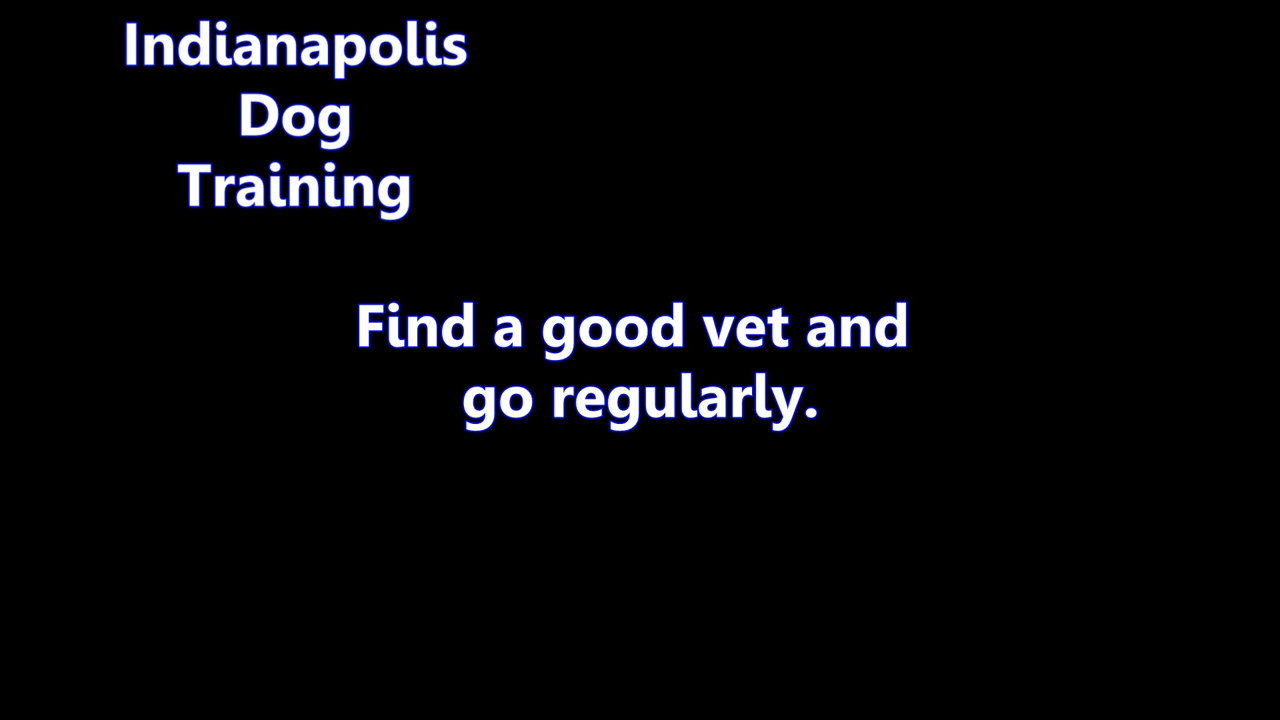 Indianapolis
Dog
Training
Find a good vet and
go regularly.